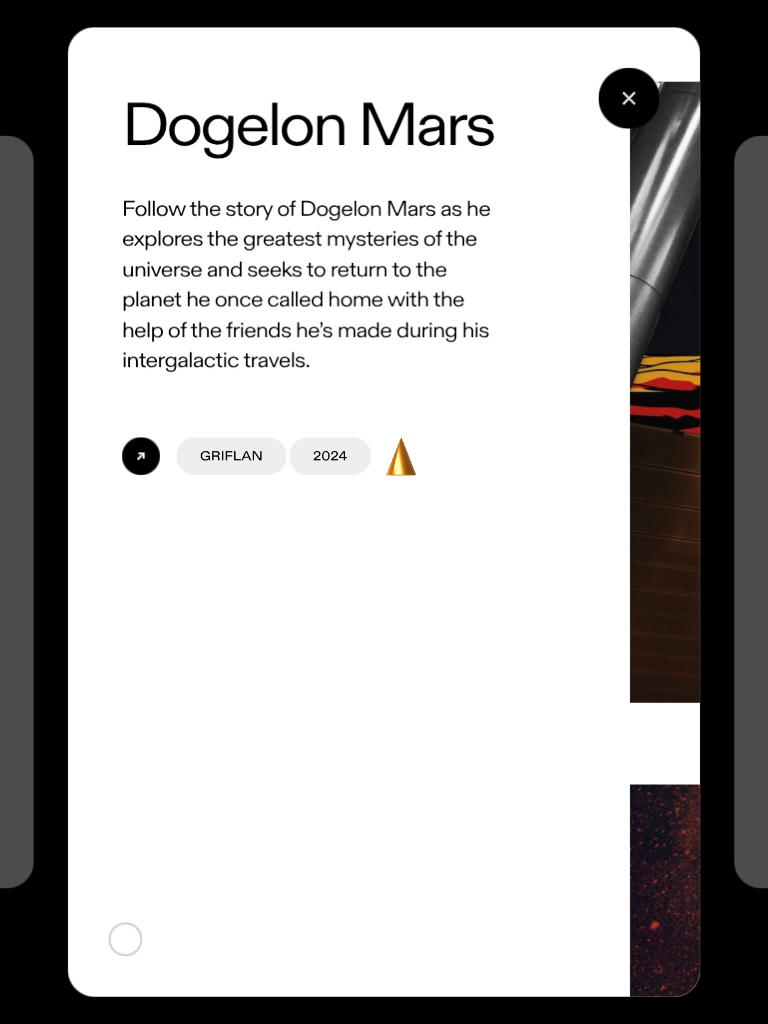 Dogelon Mars
Follow the story of Dogelon Mars as he
explores the greatest mysteries of the
universe and seeks to return to the
planet he once called home with the
help of the friends he’s made during his
intergalactic travels.
GRIFLAN 2024